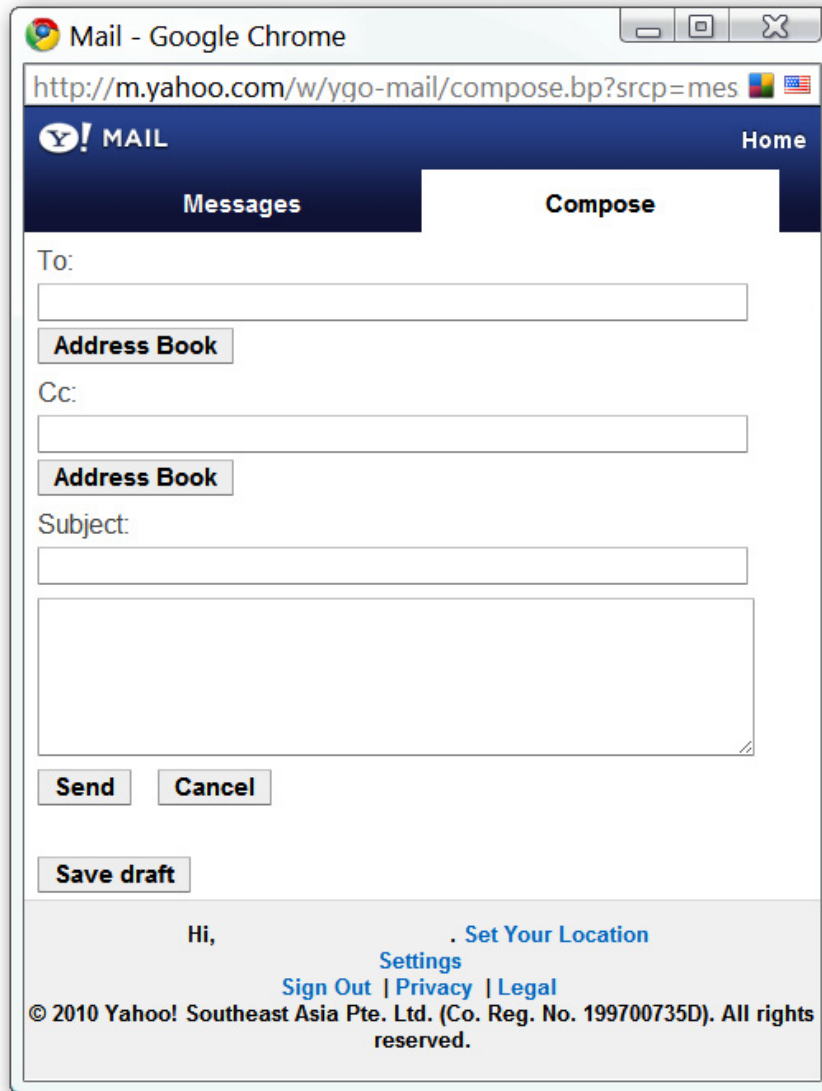 Mail - Google Chrome
http://m.yahoo.com/w/ygo-mail/compose.bp?srcp=mes
Y! MAIL
Home
Messages Compose
To:
Address Book
Cc:
Address Book
Subject:
Send Cancel
Save draft
Hi, . Set Your Location
Settings
Sign Out | Privacy | Legal
© 2010 Yahoo! Southeast Asia Pte. Ltd. (Co. Reg. No. 199700735D). All rights
reserved.